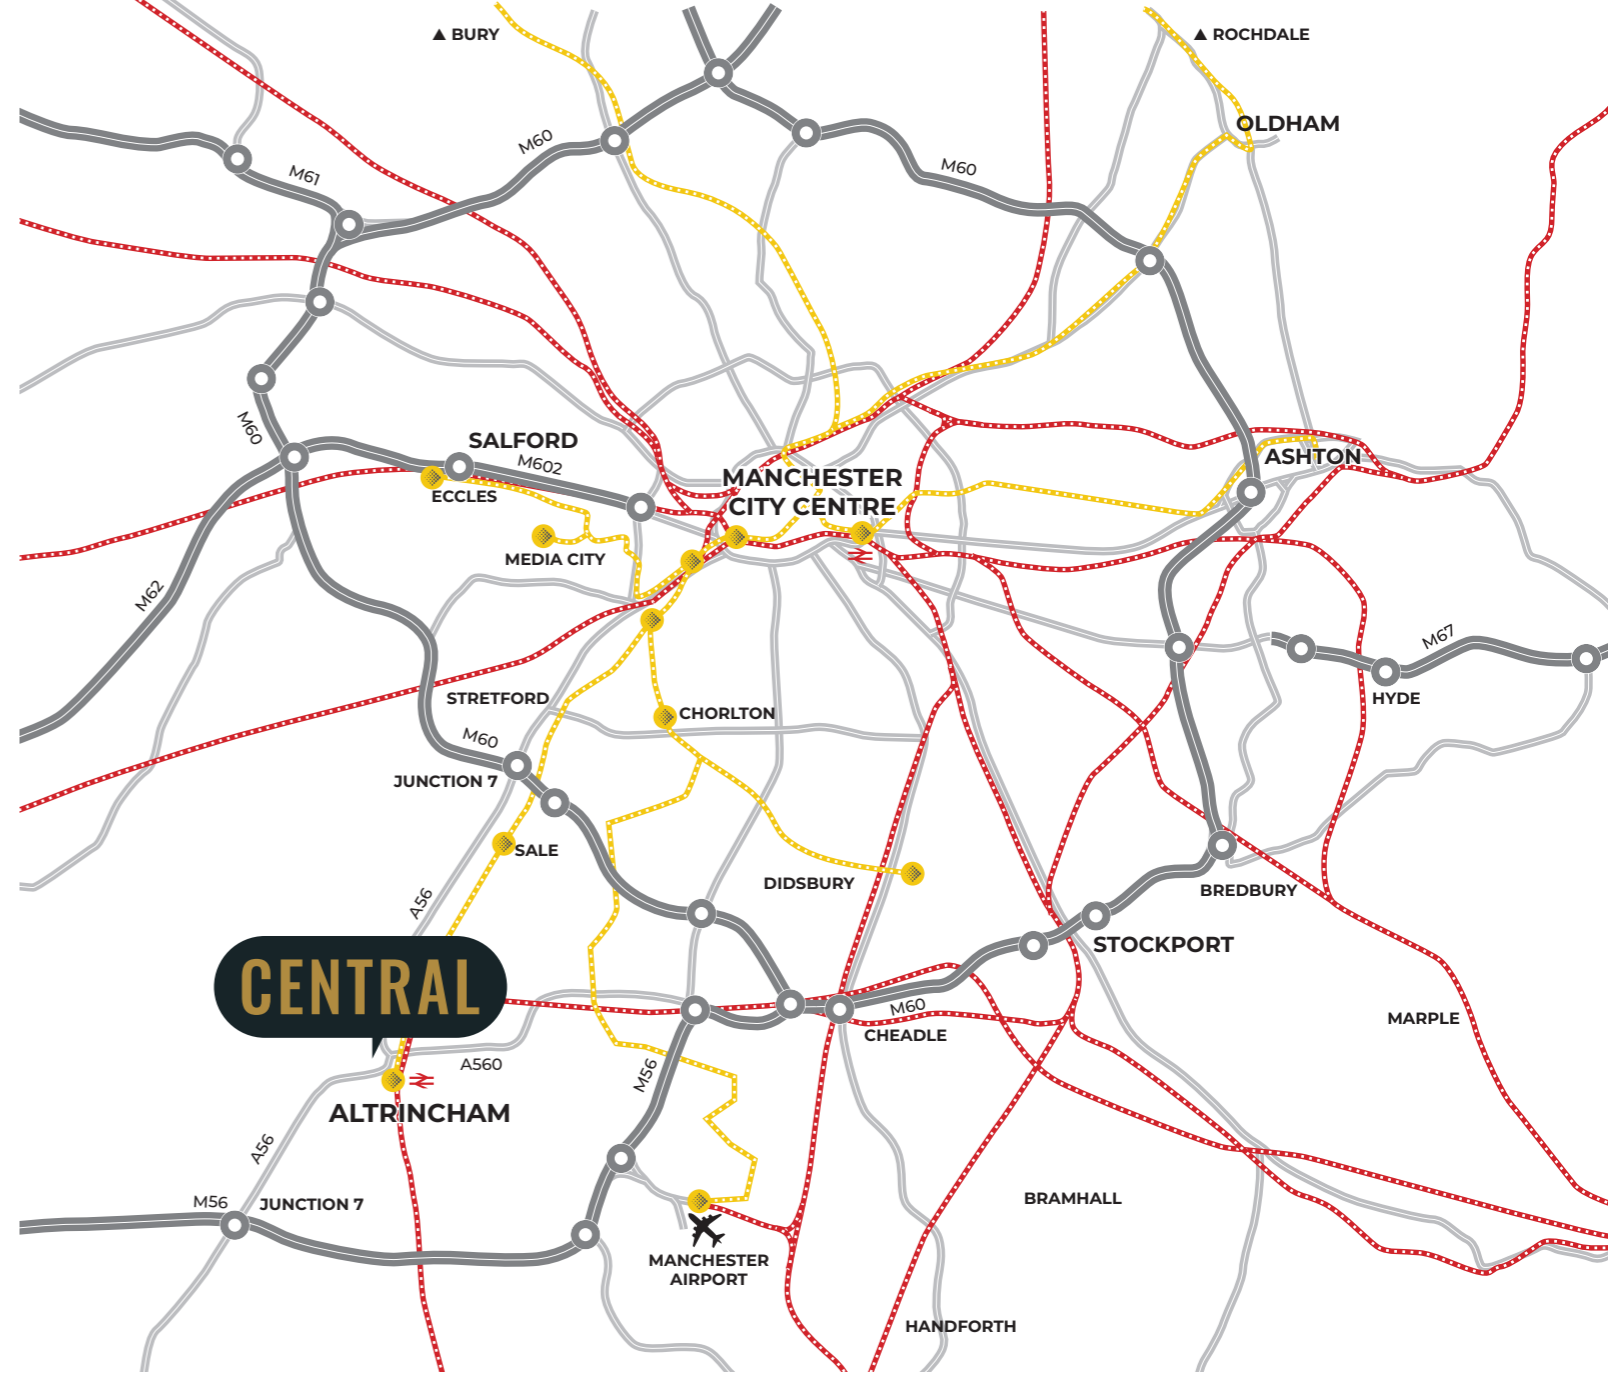 ▲ BURY
▲ ROCHDALE
OLDHAM
M60
M60
M61
M60
SALFORD
M602
ECCLES
MANCHESTER
CITY CENTRE
ASHTON
MEDIA CITY
M62
M67
HYDE
STRETFORD
CHORLTON
M60
JUNCTION 7
SALE
DIDSBURY
BREDBURY
A56
STOCKPORT
CENTRAL
M60
CHEADLE
MARPLE
A560
M56
ALTRINCHAM
A56
M56
JUNCTION 7
BRAMHALL
MANCHESTER
AIRPORT
HANDFORTH